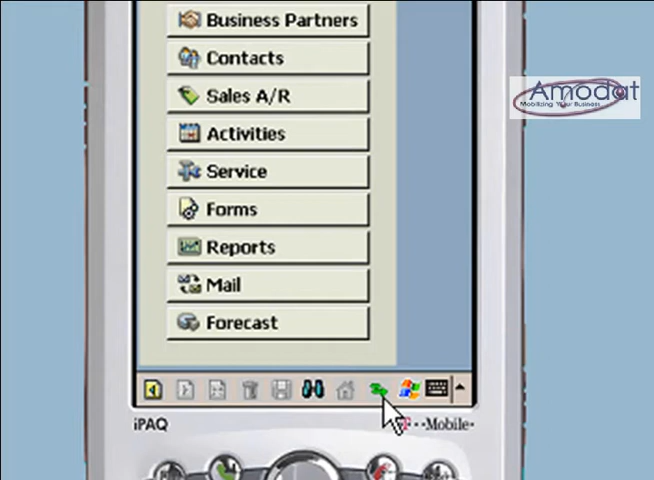 Business Partners
Contacts
Sales A/R
Activities
Service
Forms
Reports
Mail
Forecast
iPAQ
T··Mobile·
Amodat
Mobilizing Your Business